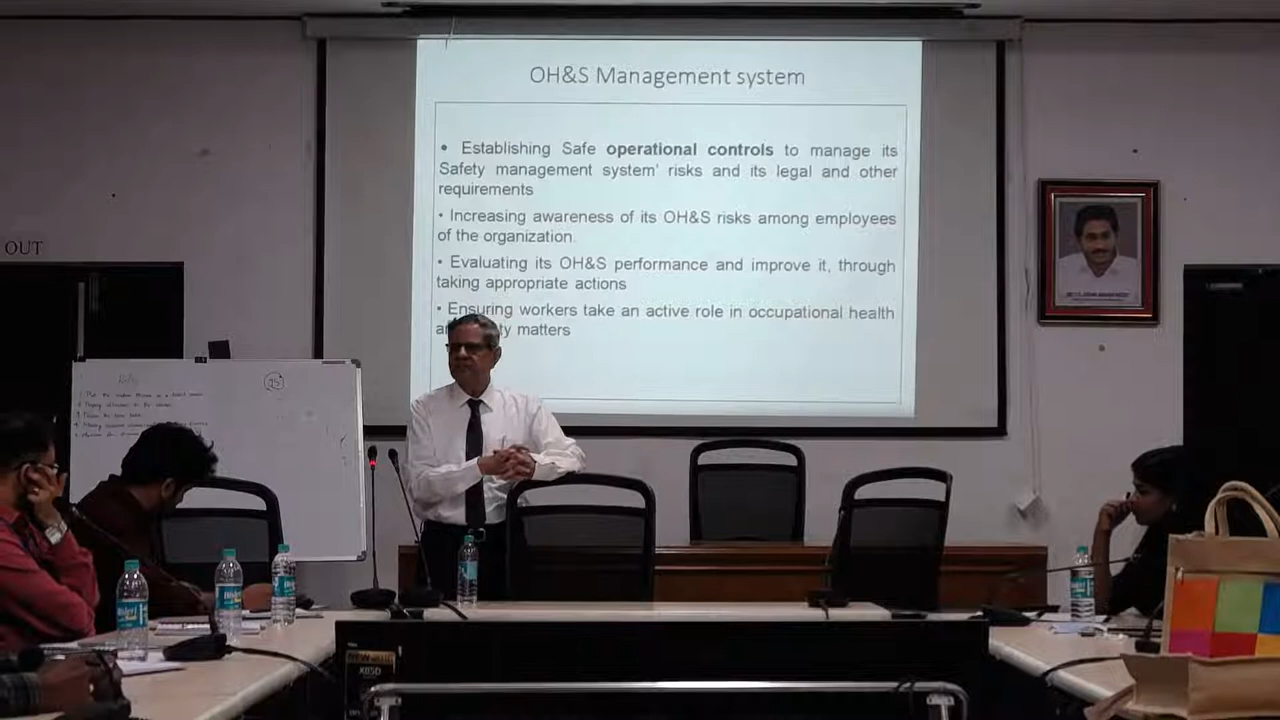 OH&S Management system
• Establishing Safe operational controls to manage its
Safety management system' risks and its legal and other
requirements
• Increasing awareness of its OH&S risks among employees
of the organization.
• Evaluating its OH&S performance and improve it, through
taking appropriate actions
• Ensuring workers take an active role in occupational health
matters
OUT
Bisleri
Bisleri